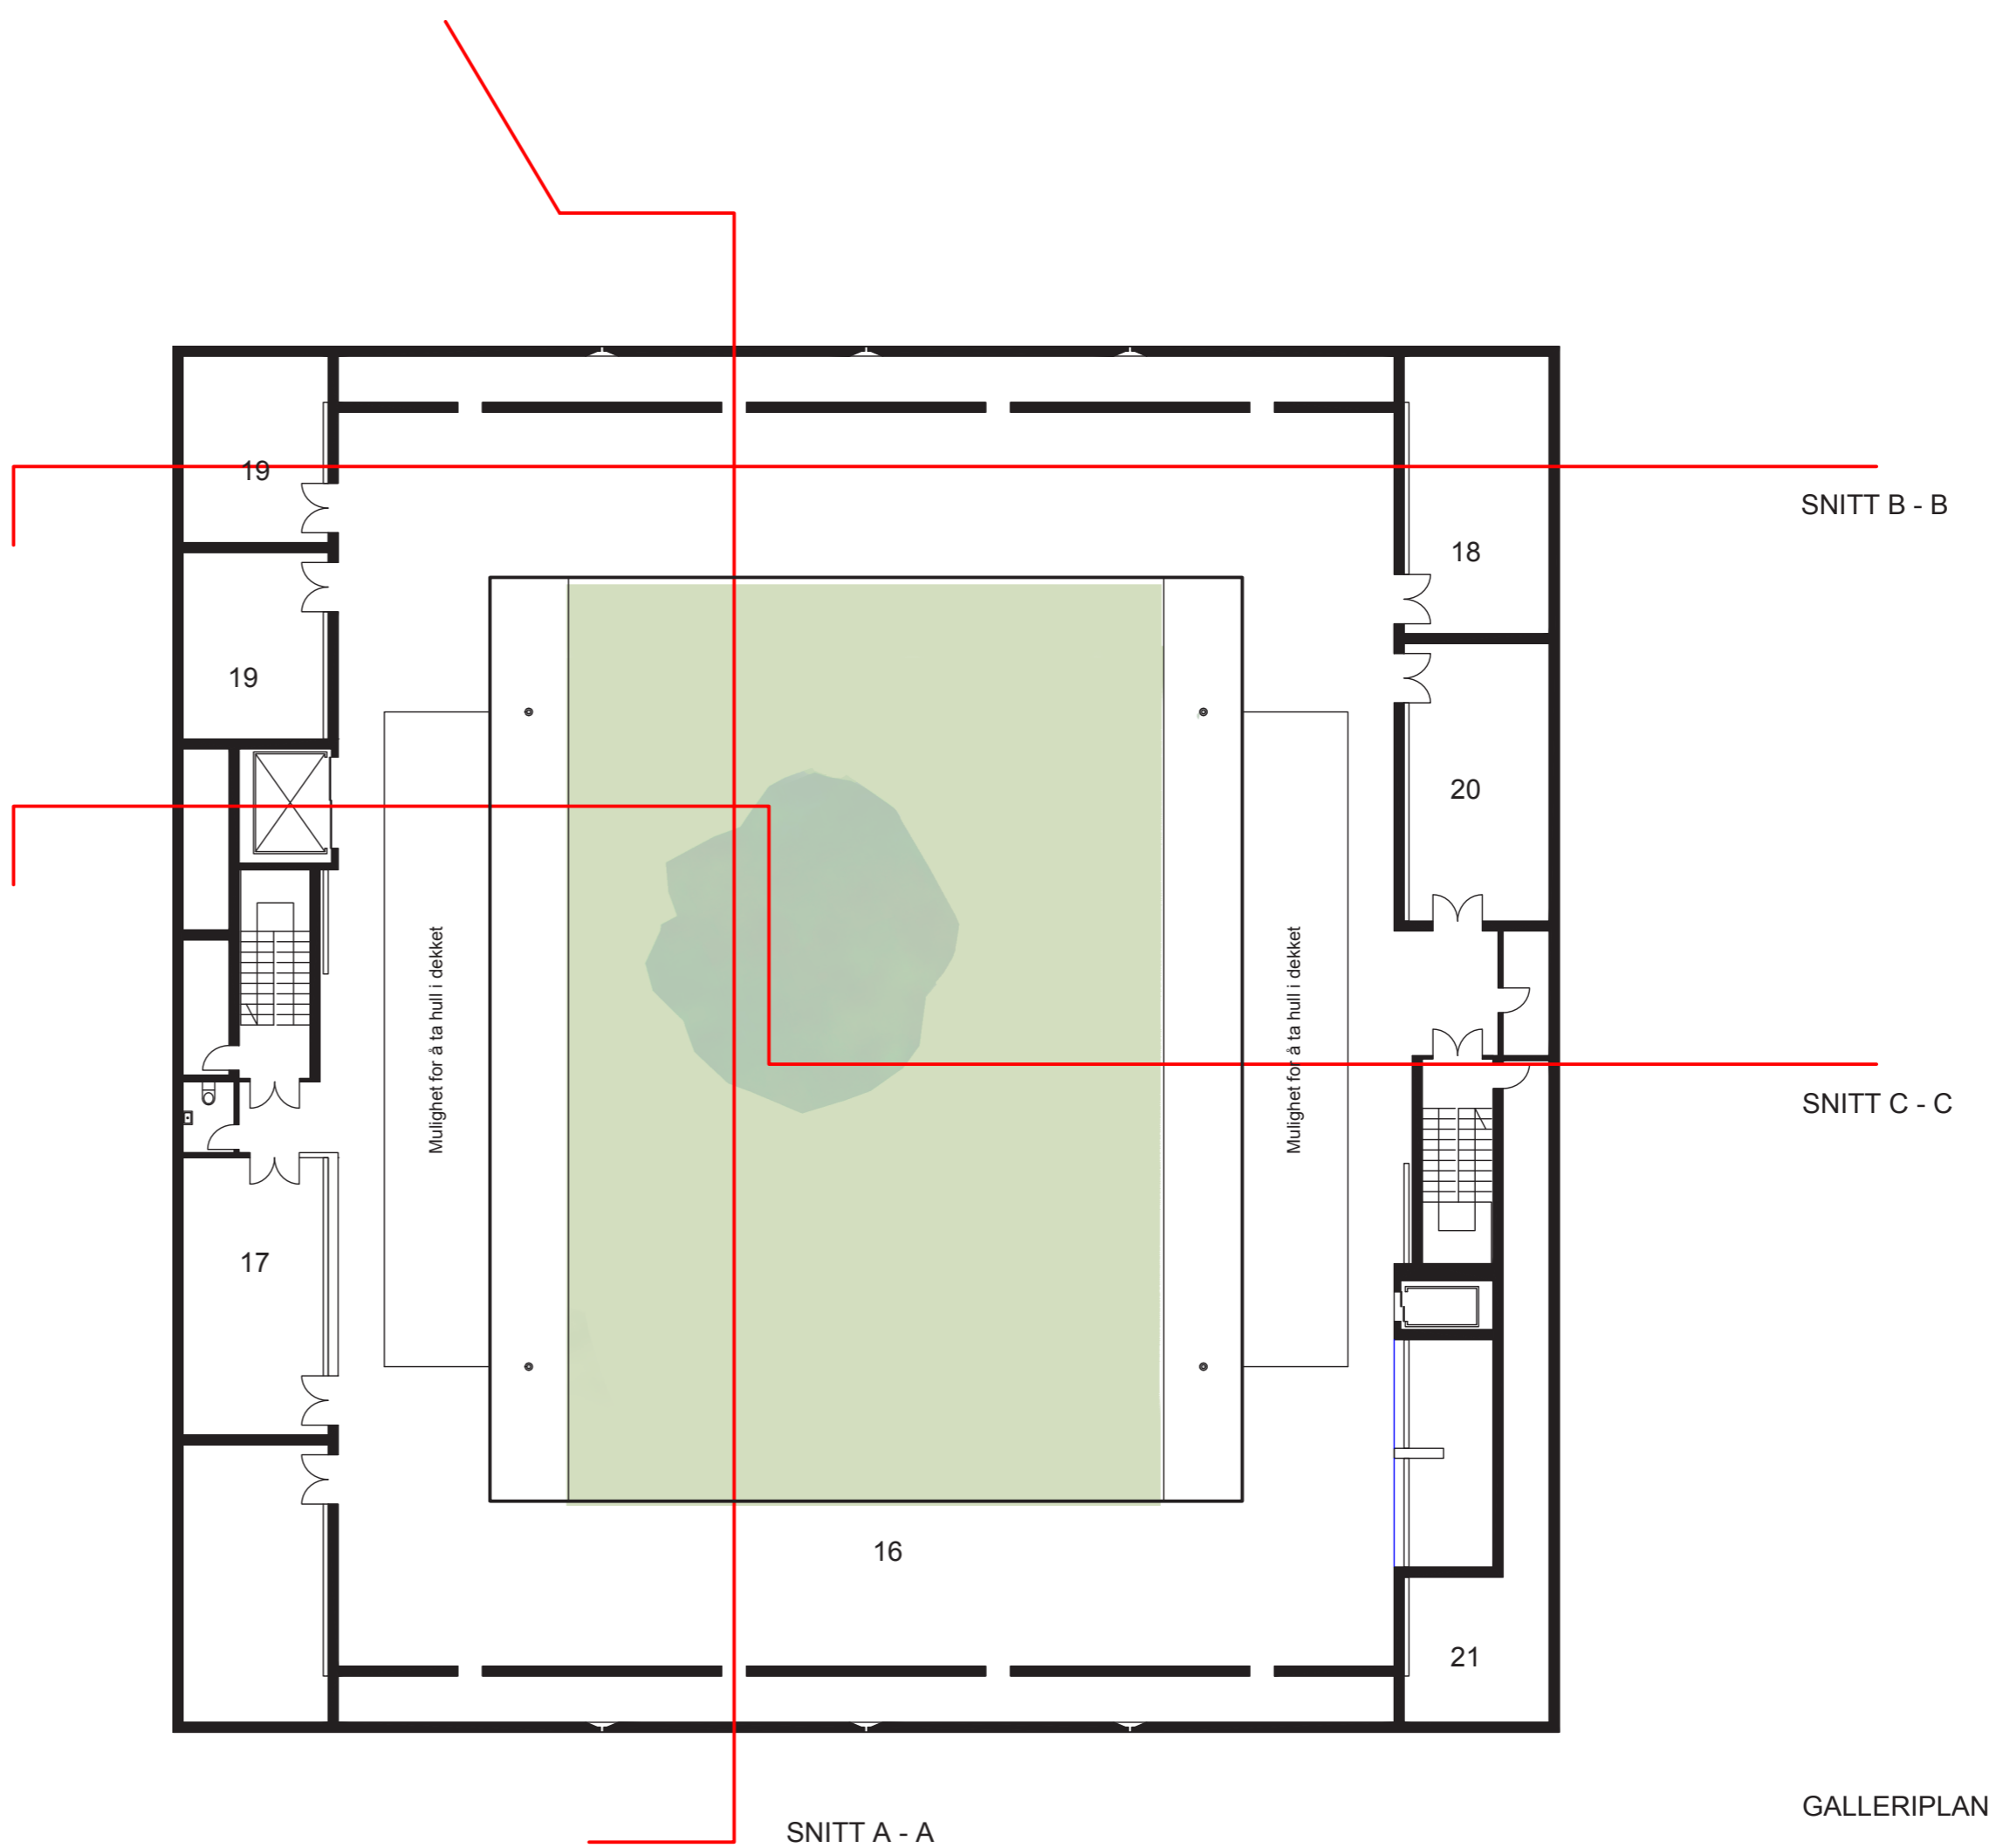 19
SNITT B - B
18
19
20
Mulighet for å ta hull i dekket
Mulighet for å ta hull i dekket
SNITT C - C
17
16
21
GALLERIPLAN
SNITT A - A